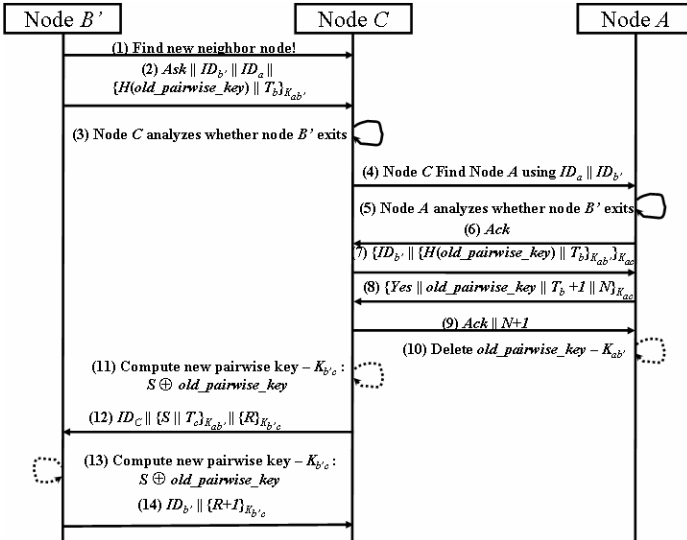 Node B’ Node C Node A
(1) Find new neighbor node!
(2) Ask || ID_b’ || ID_a ||
{H(old_pairwise_key) || T_b}_K_ab’
(3) Node C analyzes whether node B’ exits
(4) Node C Find Node A using ID_a || ID_b’
(5) Node A analyzes whether node B’ exits
(6) Ack
(7) {ID_b’ || {H(old_pairwise_key) || T_b}_K_ab’}_K_ac
(8) {Yes || old_pairwise_key || T_b +1 || N}_K_ac
(9) Ack || N+1
(10) Delete old_pairwise_key – K_ab’
(11) Compute new pairwise key – K_b’c :
S ⊕ old_pairwise_key
(12) ID_C || {S || T_c}_K_ab’ || {R}_K_b’c
(13) Compute new pairwise key – K_b’c :
S ⊕ old_pairwise_key
(14) ID_b’ || {R+1}_K_b’c